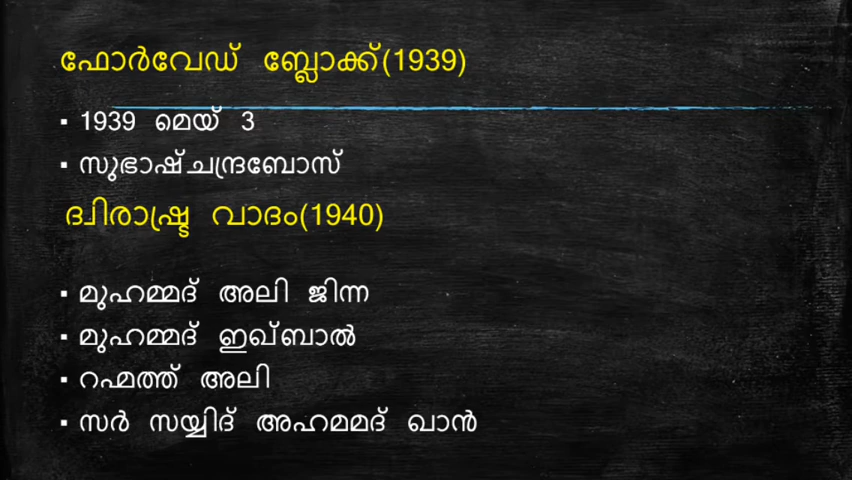 ഫോർവേഡ് ബ്ലോക്ക്(1939)
▪ 1939 മെയ് 3
▪ സുഭാഷ്ചന്ദ്രബോസ്
ദ്വിരാഷ്ട്ര വാദം(1940)
▪ മുഹമ്മദ് അലി ജിന്ന
▪ മുഹമ്മദ് ഇഖ്ബാൽ
▪ റഹ്മത്ത് അലി
▪ സർ സയ്യിദ് അഹമമദ് ഖാൻ